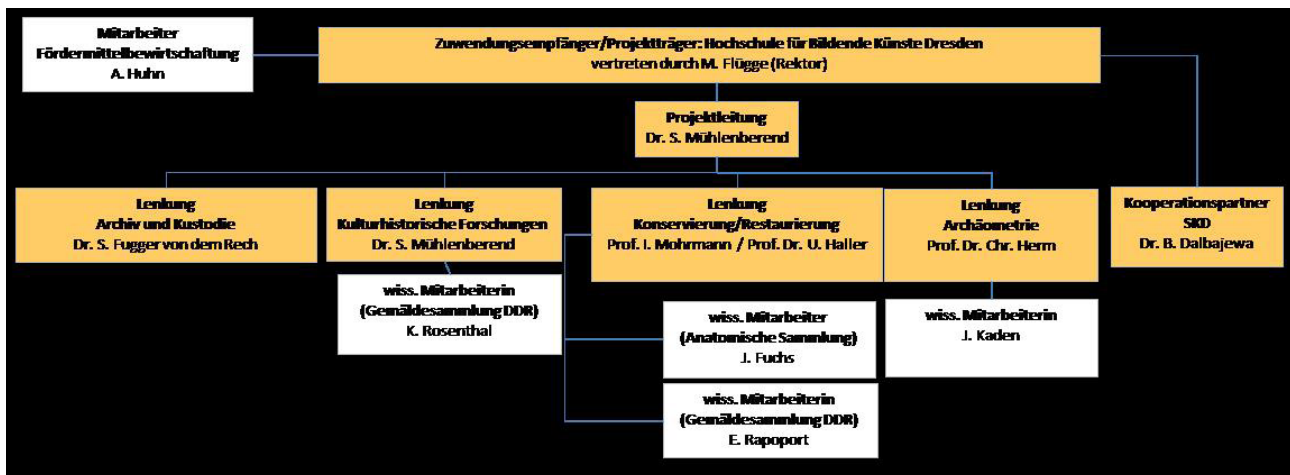 Mitarbeiter
Fördermittelbewirtschaftung
A. Huhn
Zuwendungsempfänger/Projektträger: Hochschule für Bildende Künste Dresden
vertreten durch M. Flügge (Rektor)
Projektleitung
Dr. S. Mühlenberend
Lenkung
Archiv und Kustodie
Dr. S. Fugger von dem Rech
Lenkung
Kulturhistorische Forschungen
Dr. S. Mühlenberend
Lenkung
Konservierung/Restaurierung
Prof. I. Mohrmann / Prof. Dr. U. Haller
Lenkung
Archäometrie
Prof. Dr. Chr. Herm
Kooperationspartner
SKD
Dr. B. Dalbajewa
wiss. Mitarbeiterin
(Gemäldesammlung DDR)
K. Rosenthal
wiss. Mitarbeiter
(Anatomische Sammlung)
J. Fuchs
wiss. Mitarbeiterin
J. Kaden
wiss. Mitarbeiterin
(Gemäldesammlung DDR)
E. Rapoport